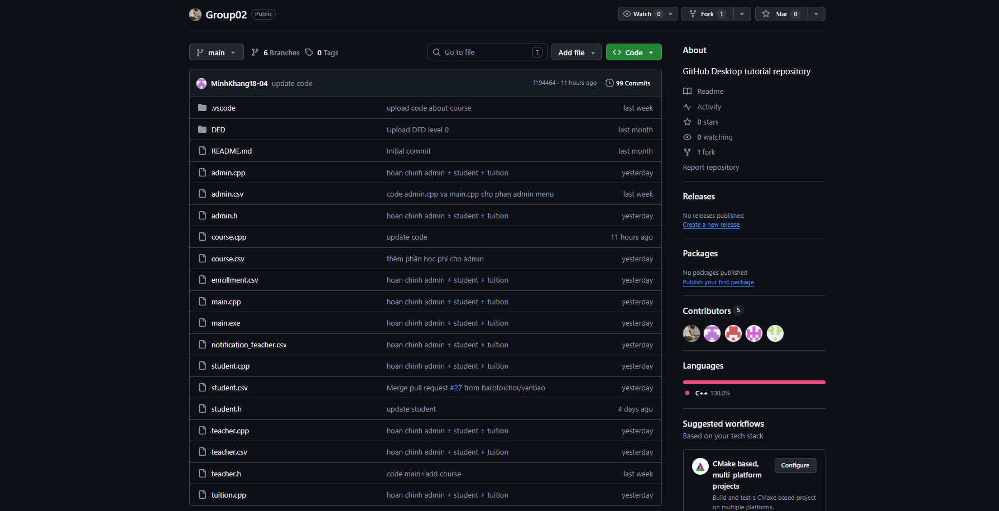 Group02 Public
Watch 0 Fork 1 Star 0
main 6 Branches 0 Tags Go to file T Add file Code
MinhKhang18-04 update code f194464 · 11 hours ago 99 Commits
.vscode upload code about course last week
DFD Upload DFD level 0 last month
README.md Initial commit last month
admin.cpp hoan chinh admin + student + tuition yesterday
admin.csv code admin.cpp va main.cpp cho phan admin menu last week
admin.h hoan chinh admin + student + tuition yesterday
course.cpp update code 11 hours ago
course.csv thêm phần học phí cho admin yesterday
enrollment.csv hoan chinh admin + student + tuition yesterday
main.cpp hoan chinh admin + student + tuition yesterday
main.exe hoan chinh admin + student + tuition yesterday
notification_teacher.csv hoan chinh admin + student + tuition yesterday
student.cpp hoan chinh admin + student + tuition yesterday
student.csv Merge pull request #27 from barotoichoi/vanbao yesterday
student.h update student 4 days ago
teacher.cpp hoan chinh admin + student + tuition yesterday
teacher.csv hoan chinh admin + student + tuition yesterday
teacher.h code main+add course last week
tuition.cpp hoan chinh admin + student + tuition yesterday
About
GitHub Desktop tutorial repository
Readme
Activity
0 stars
0 watching
1 fork
Report repository
Releases
No releases published
Create a new release
Packages
No packages published
Publish your first package
Contributors 5
Languages
C++ 100.0%
Suggested workflows
Based on your tech stack
CMake based, Configure
multi-platform
projects
Build and test a CMake based project
on multiple platforms.